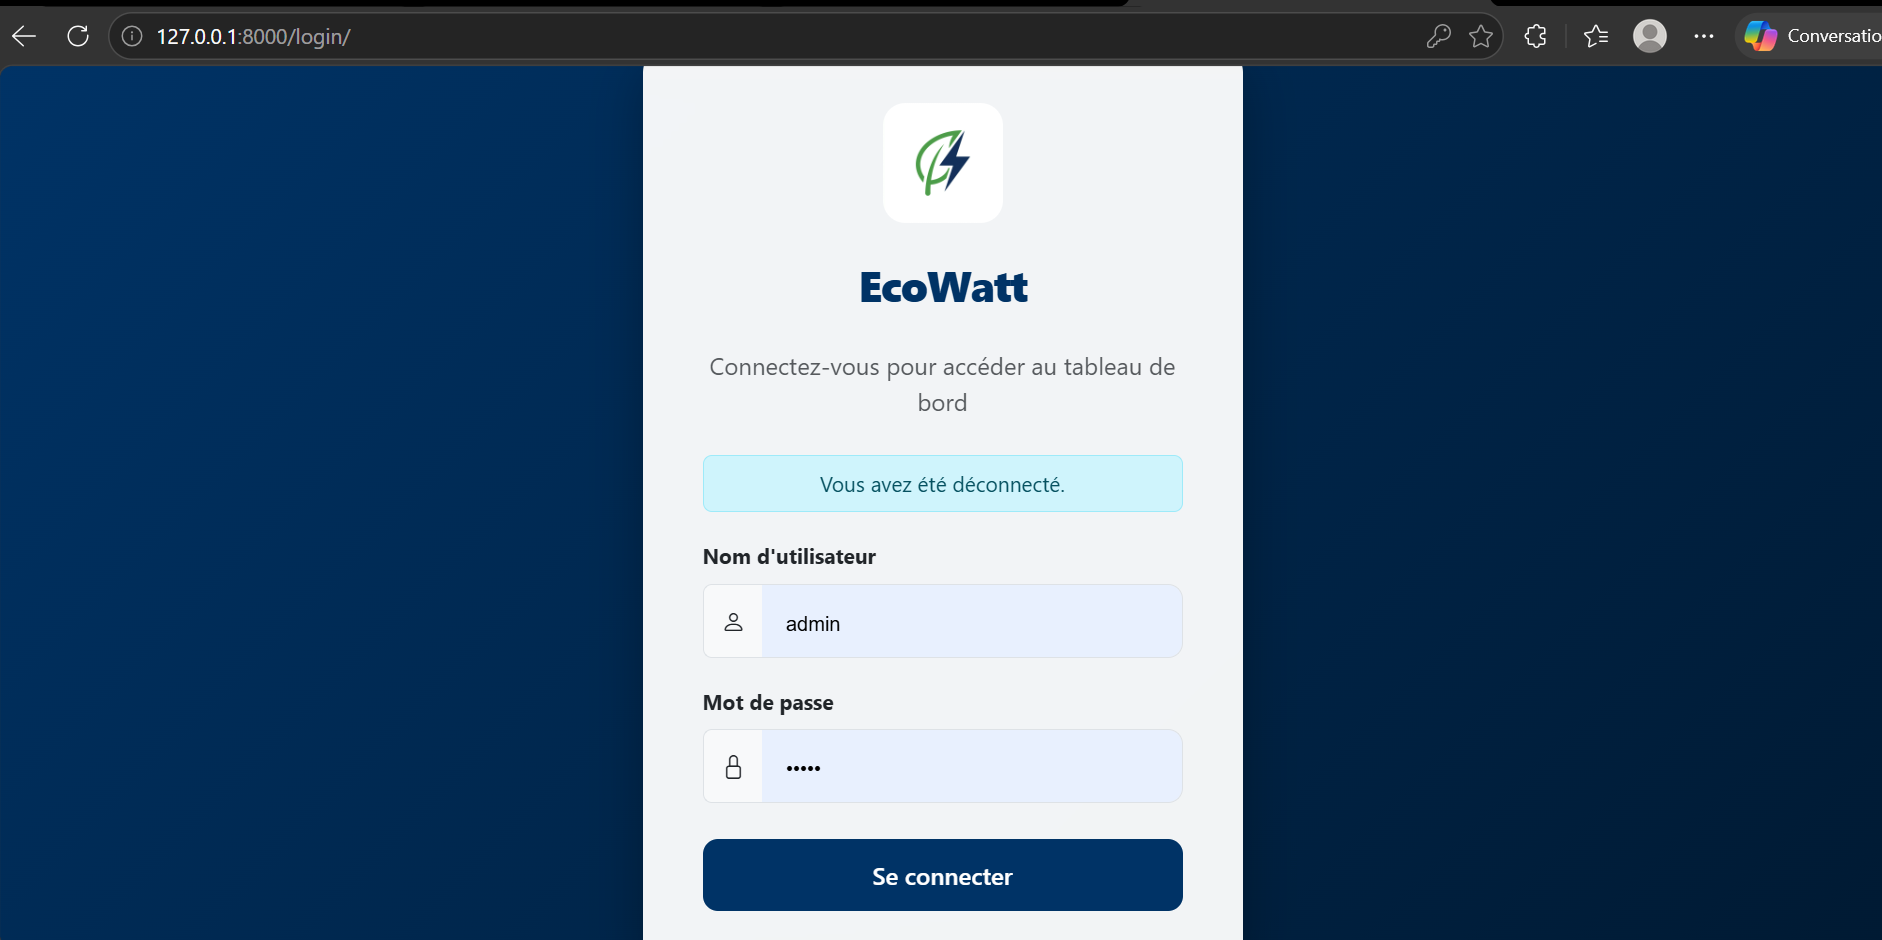 127.0.0.1:8000/login/
Conversatio
EcoWatt
Connectez-vous pour accéder au tableau de
bord
Vous avez été déconnecté.
Nom d'utilisateur
admin
Mot de passe
•••••
Se connecter